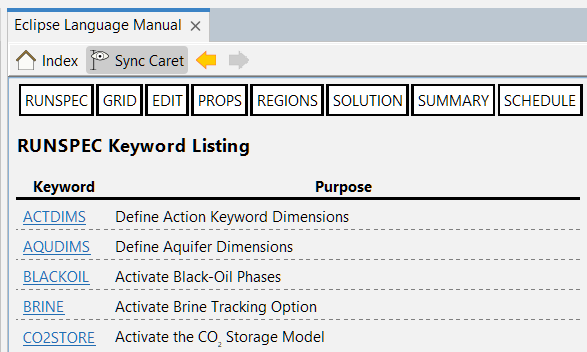 Eclipse Language Manual ×
Index Sync Caret
RUNSPEC GRID EDIT PROPS REGIONS SOLUTION SUMMARY SCHEDULE
RUNSPEC Keyword Listing
Keyword Purpose
ACTDIMS Define Action Keyword Dimensions
AQUDIMS Define Aquifer Dimensions
BLACKOIL Activate Black-Oil Phases
BRINE Activate Brine Tracking Option
CO2STORE Activate the CO₂ Storage Model